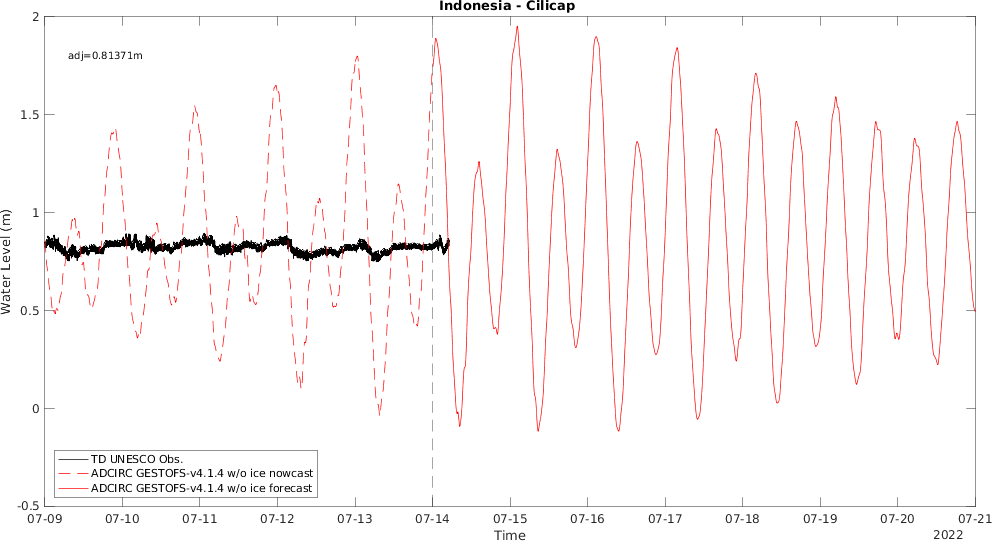 Indonesia - Cilicap
adj=0.81371m
Water Level (m)
2
1.5
1
0.5
0
-0.5
TD UNESCO Obs.
ADCIRC GESTOFS-v4.1.4 w/o ice nowcast
ADCIRC GESTOFS-v4.1.4 w/o ice forecast
07-09 07-10 07-11 07-12 07-13 07-14 07-15 07-16 07-17 07-18 07-19 07-20 07-21
Time
2022